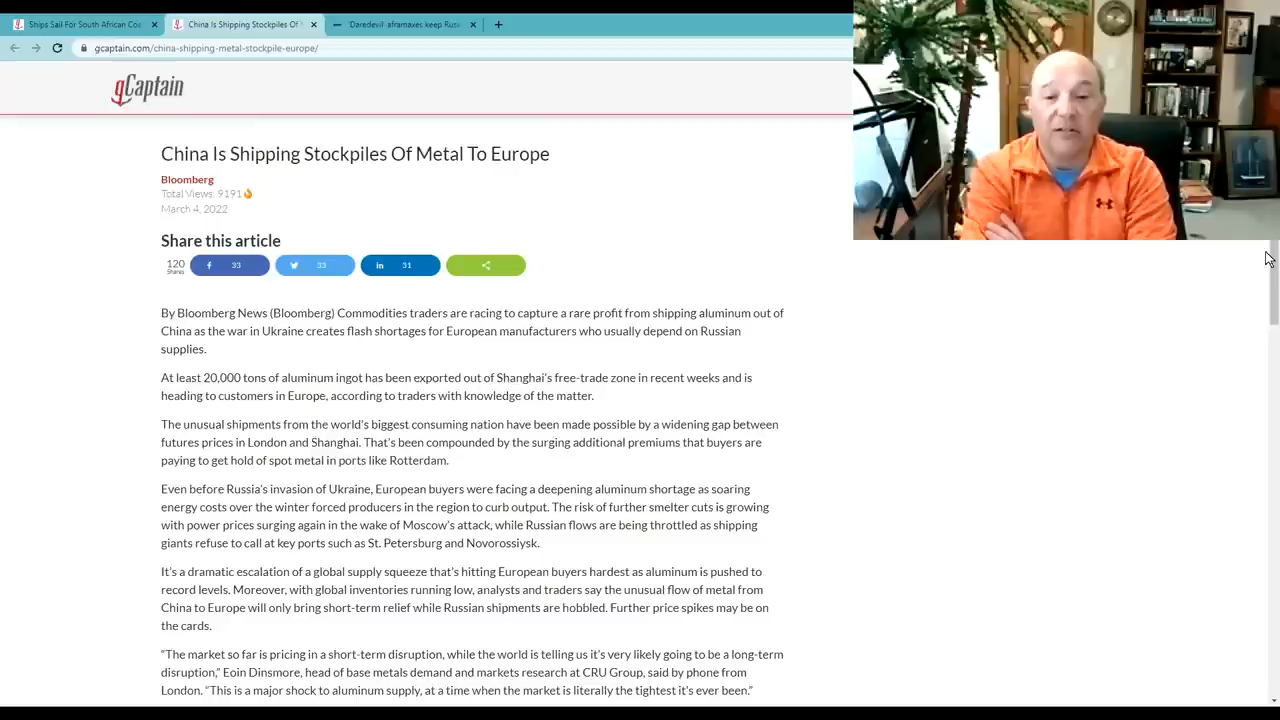 Ships Sail For South African Coa
China Is Shipping Stockpiles Of
'Daredevil' aframaxes keep Russ
gcaptain.com/china-shipping-metal-stockpile-europe/
gCaptain
China Is Shipping Stockpiles Of Metal To Europe
Bloomberg
Total Views: 9191
March 4, 2022
Share this article
120
Shares
33
33
31
By Bloomberg News (Bloomberg) Commodities traders are racing to capture a rare profit from shipping aluminum out of
China as the war in Ukraine creates flash shortages for European manufacturers who usually depend on Russian
supplies.
At least 20,000 tons of aluminum ingot has been exported out of Shanghai's free-trade zone in recent weeks and is
heading to customers in Europe, according to traders with knowledge of the matter.
The unusual shipments from the world's biggest consuming nation have been made possible by a widening gap between
futures prices in London and Shanghai. That's been compounded by the surging additional premiums that buyers are
paying to get hold of spot metal in ports like Rotterdam.
Even before Russia's invasion of Ukraine, European buyers were facing a deepening aluminum shortage as soaring
energy costs over the winter forced producers in the region to curb output. The risk of further smelter cuts is growing
with power prices surging again in the wake of Moscow's attack, while Russian flows are being throttled as shipping
giants refuse to call at key ports such as St. Petersburg and Novorossiysk.
It's a dramatic escalation of a global supply squeeze that's hitting European buyers hardest as aluminum is pushed to
record levels. Moreover, with global inventories running low, analysts and traders say the unusual flow of metal from
China to Europe will only bring short-term relief while Russian shipments are hobbled. Further price spikes may be on
the cards.
"The market so far is pricing in a short-term disruption, while the world is telling us it's very likely going to be a long-term
disruption," Eoin Dinsmore, head of base metals demand and markets research at CRU Group, said by phone from
London. "This is a major shock to aluminum supply, at a time when the market is literally the tightest it's ever been."